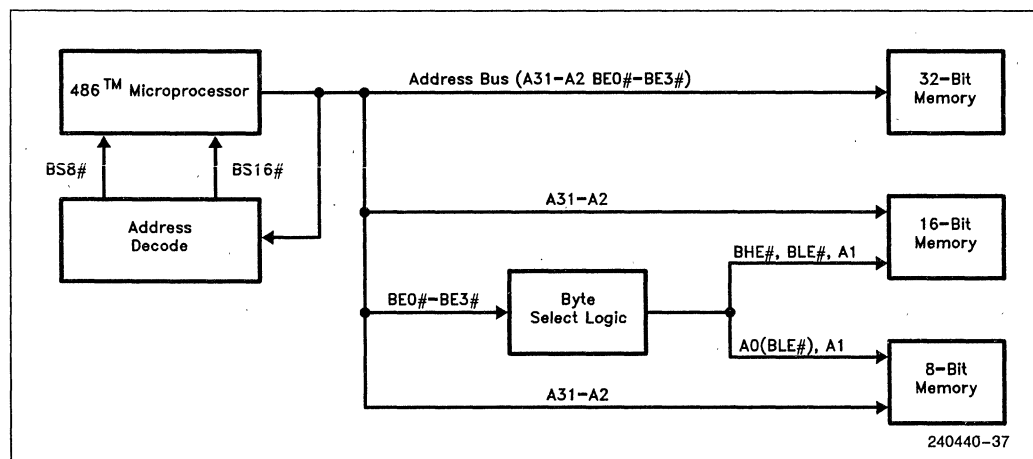 486™ Microprocessor
Address Bus (A31-A2 BE0#-BE3#)
32-Bit
Memory
BS8#
BS16#
Address
Decode
A31-A2
16-Bit
Memory
BHE#, BLE#, A1
BE0#-BE3#
Byte
Select Logic
A0(BLE#), A1
8-Bit
Memory
A31-A2
240440-37